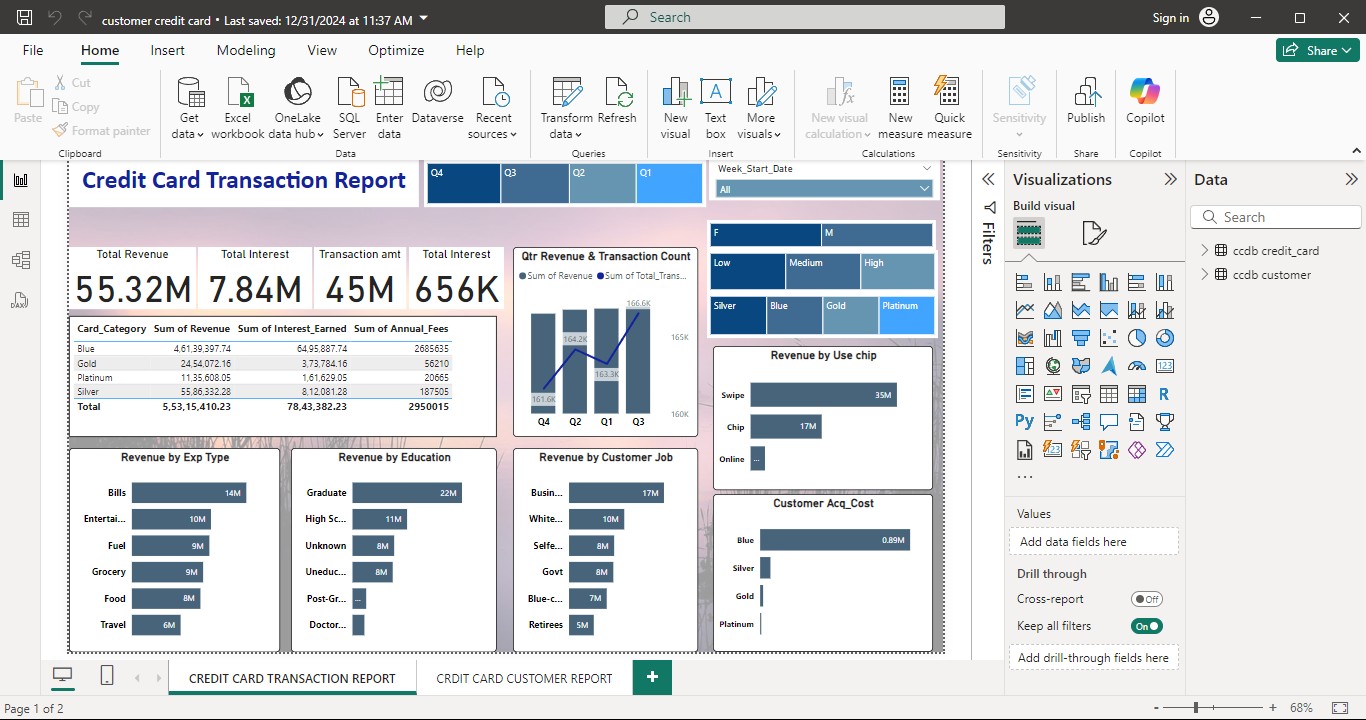 customer credit card • Last saved: 12/31/2024 at 11:37 AM
Search
Sign in
File Home Insert Modeling View Optimize Help
Share
Paste
Cut
Copy
Format painter
Clipboard
Get data
Excel workbook
OneLake data hub
SQL Server
Enter data
Dataverse
Recent sources
Data
Transform data
Refresh
Queries
New visual
Text box
More visuals
Insert
New visual calculation
New measure
Quick measure
Calculations
Sensitivity
Sensitivity
Publish
Share
Copilot
Copilot
Credit Card Transaction Report
Q4 Q3 Q2 Q1
Week_Start_Date
All
F M
Low Medium High
Silver Blue Gold Platinum
Total Revenue
55.32M
Total Interest
7.84M
Transaction amt
45M
Total Interest
656K
Card_Category Sum of Revenue Sum of Interest_Earned Sum of Annual_Fees
Blue 4,61,39,397.74 64,95,887.74 2685635
Gold 24,54,072.16 3,73,784.16 56210
Platinum 11,35,608.05 1,61,629.05 20665
Silver 55,86,332.28 8,12,081.28 187505
Total 5,53,15,410.23 78,43,382.23 2950015
Qtr Revenue & Transaction Count
Sum of Revenue Sum of Total_Trans...
166.6K
164.2K
163.3K
161.6K
165K
160K
Q4 Q2 Q1 Q3
Revenue by Use chip
Swipe 35M
Chip 17M
Online ...
Revenue by Exp Type
Bills 14M
Entertai... 10M
Fuel 9M
Grocery 9M
Food 8M
Travel 6M
Revenue by Education
Graduate 22M
High Sc... 11M
Unknown 8M
Uneduc... 8M
Post-Gr... ...
Doctor...
Revenue by Customer Job
Busin... 17M
White... 10M
Selfe... 8M
Govt 8M
Blue-c... 7M
Retirees 5M
Customer Acq_Cost
Blue 0.89M
Silver
Gold
Platinum
Filters
Visualizations
Build visual
123
R
Py
123
...
Values
Add data fields here
Drill through
Cross-report Off
Keep all filters On
Add drill-through fields here
Data
Search
ccdb credit_card
ccdb customer
CREDIT CARD TRANSACTION REPORT
CRDIT CARD CUSTOMER REPORT
+
Page 1 of 2
- + 68%